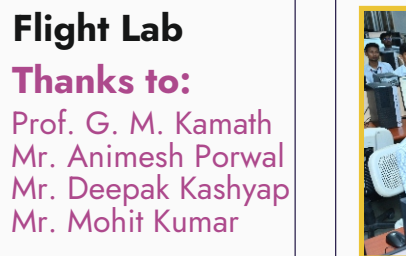 Flight Lab
Thanks to:
Prof. G. M. Kamath
Mr. Animesh Porwal
Mr. Deepak Kashyap
Mr. Mohit Kumar